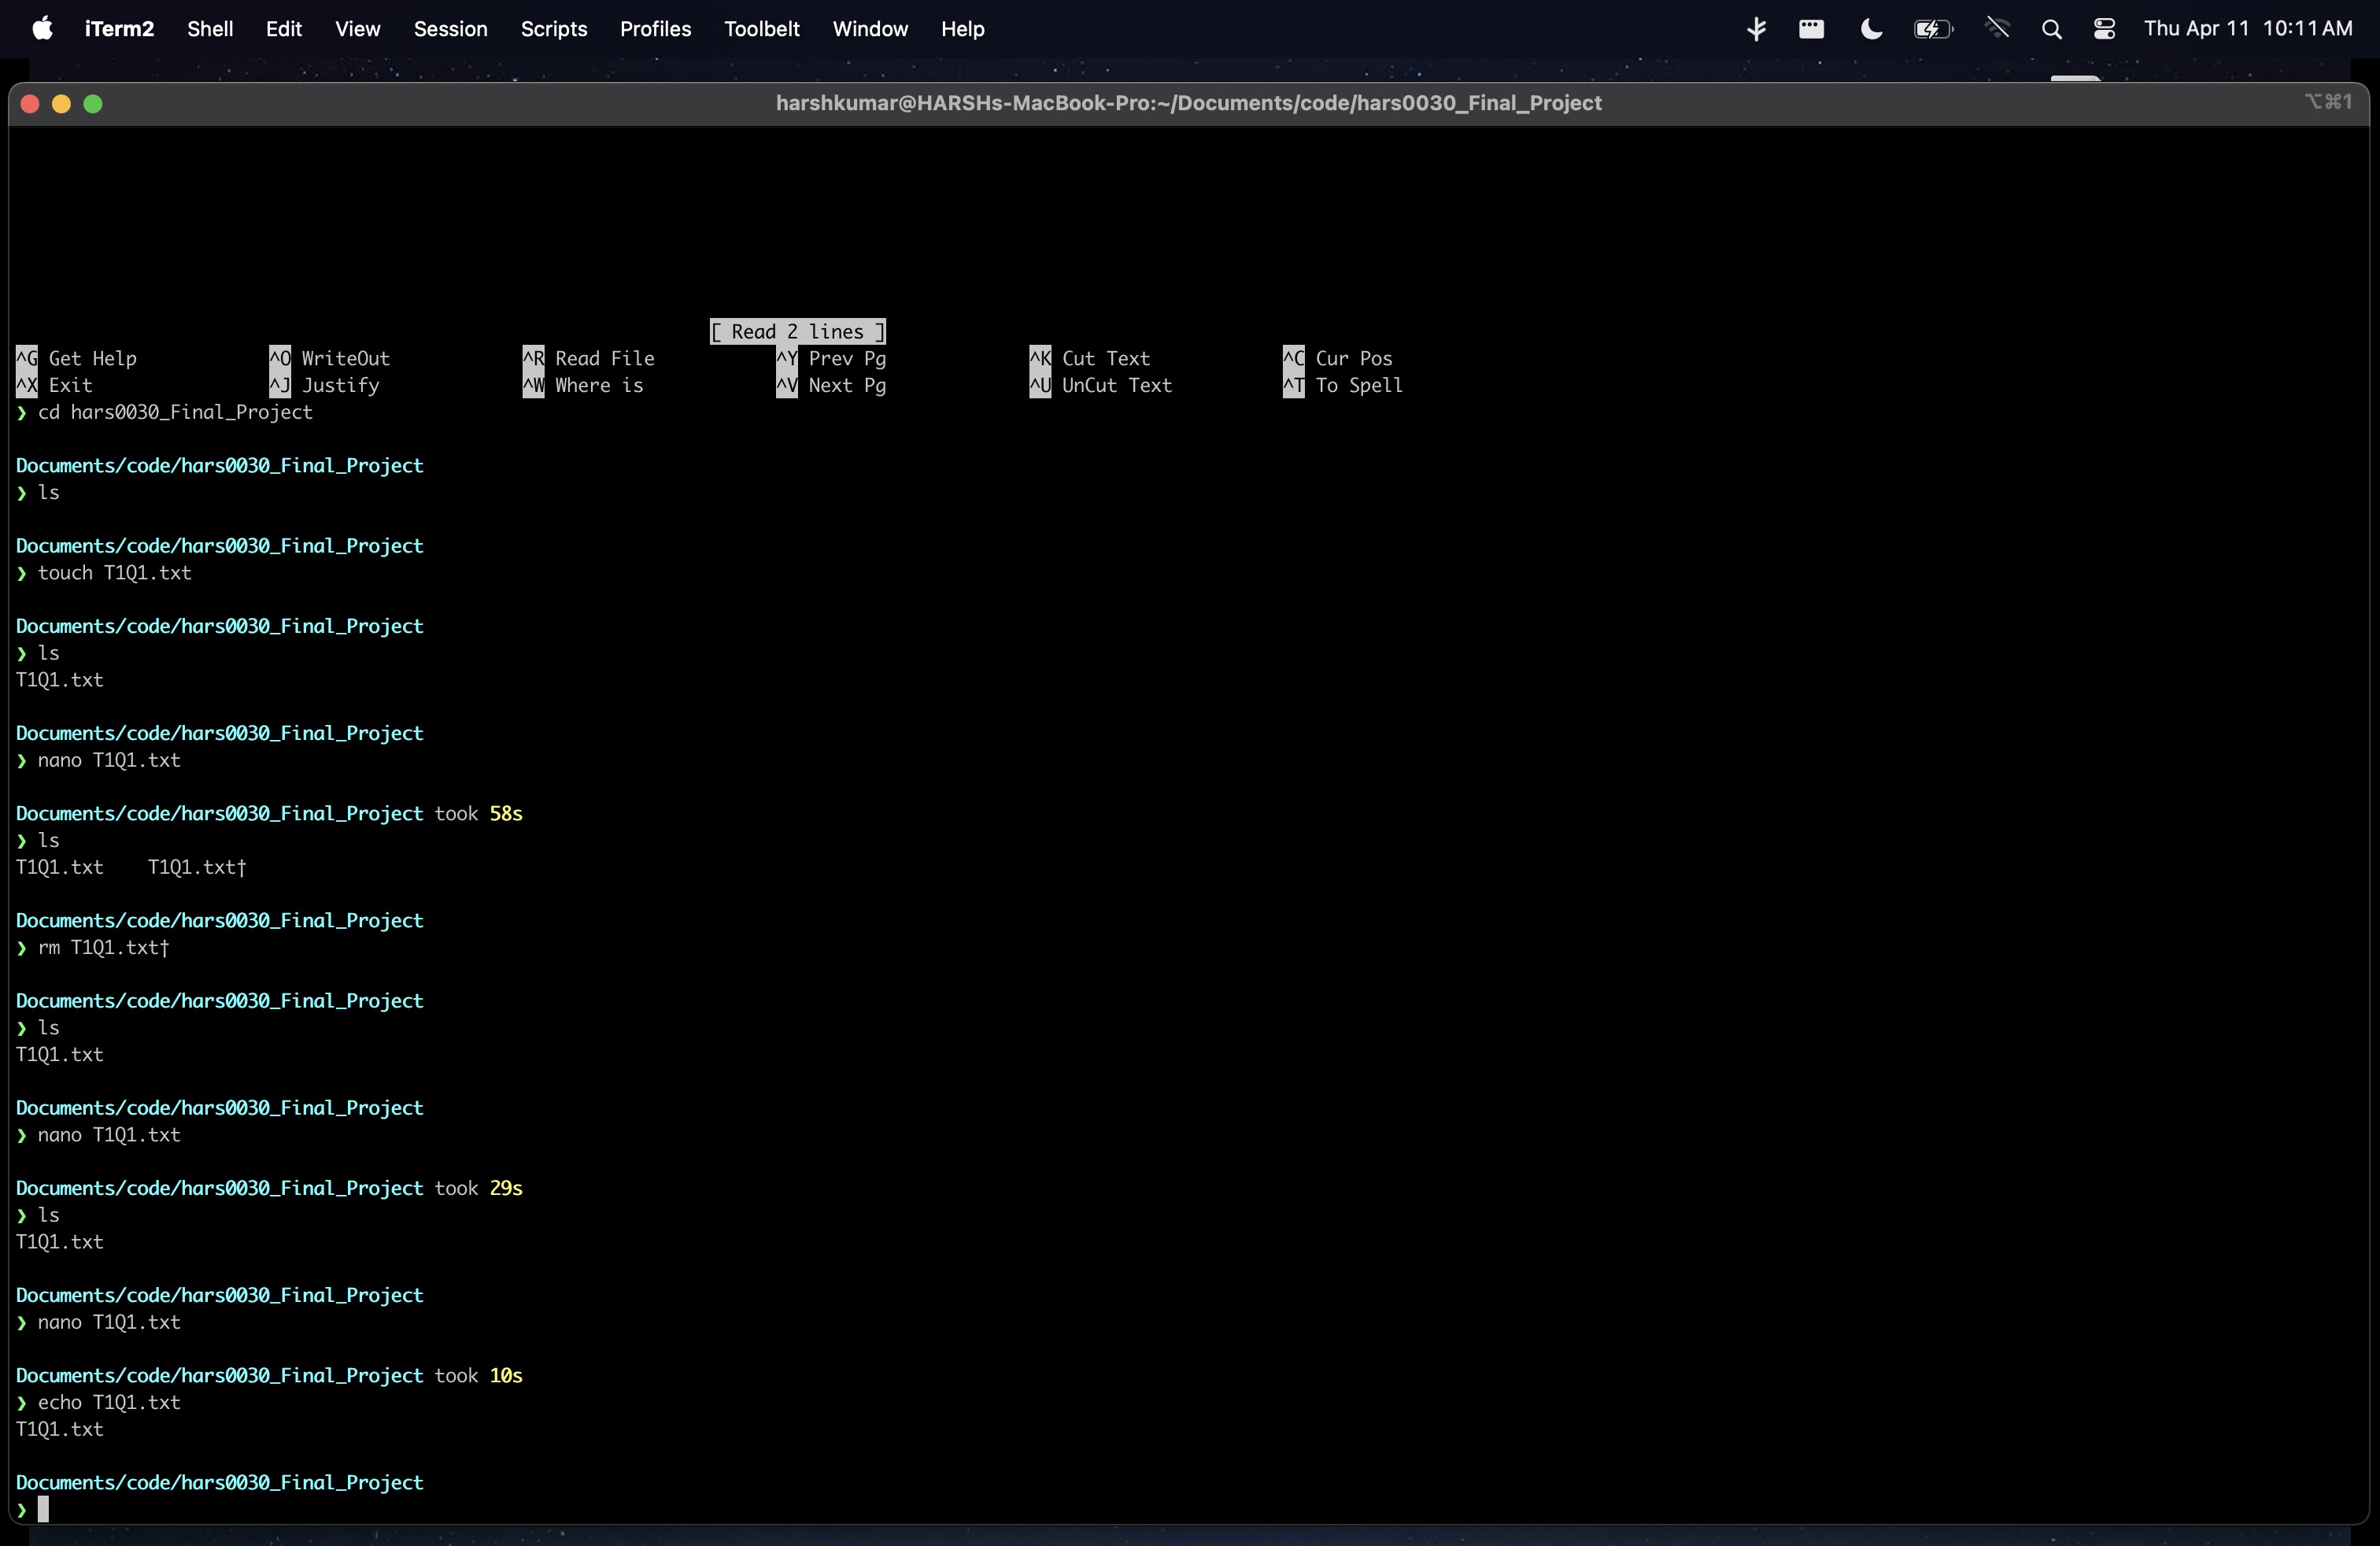 iTerm2 Shell Edit View Session Scripts Profiles Toolbelt Window Help Thu Apr 11 10:11 AM
harshkumar@HARSHs-MacBook-Pro:~/Documents/code/hars0030_Final_Project ⌥⌘1
[ Read 2 lines ]
^G Get Help ^O WriteOut ^R Read File ^Y Prev Pg ^K Cut Text ^C Cur Pos
^X Exit ^J Justify ^W Where is ^V Next Pg ^U UnCut Text ^T To Spell
❯ cd hars0030_Final_Project
Documents/code/hars0030_Final_Project
❯ ls
Documents/code/hars0030_Final_Project
❯ touch T1Q1.txt
Documents/code/hars0030_Final_Project
❯ ls
T1Q1.txt
Documents/code/hars0030_Final_Project
❯ nano T1Q1.txt
Documents/code/hars0030_Final_Project took 58s
❯ ls
T1Q1.txt T1Q1.txt†
Documents/code/hars0030_Final_Project
❯ rm T1Q1.txt†
Documents/code/hars0030_Final_Project
❯ ls
T1Q1.txt
Documents/code/hars0030_Final_Project
❯ nano T1Q1.txt
Documents/code/hars0030_Final_Project took 29s
❯ ls
T1Q1.txt
Documents/code/hars0030_Final_Project
❯ nano T1Q1.txt
Documents/code/hars0030_Final_Project took 10s
❯ echo T1Q1.txt
T1Q1.txt
Documents/code/hars0030_Final_Project
❯